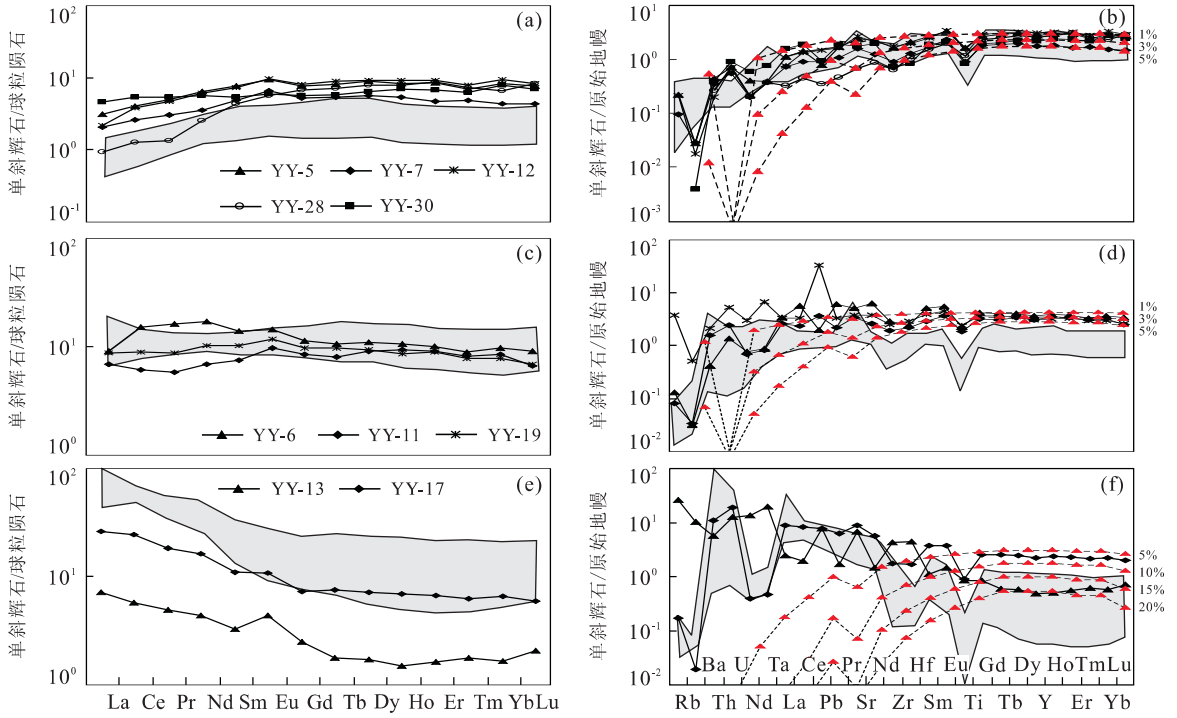 单斜辉石/球粒陨石
10²
10¹
10⁰
10⁻¹
(a)
YY-5 YY-7 YY-12
YY-28 YY-30
单斜辉石/原始地幔
10¹
10⁰
10⁻¹
10⁻²
10⁻³
(b)
1%
3%
5%
单斜辉石/球粒陨石
10²
10¹
10⁰
(c)
YY-6 YY-11 YY-19
单斜辉石/原始地幔
10²
10¹
10⁰
10⁻¹
10⁻²
(d)
1%
3%
5%
单斜辉石/球粒陨石
10²
10¹
10⁰
(e)
YY-13 YY-17
La Ce Pr Nd Sm Eu Gd Tb Dy Ho Er Tm Yb Lu
单斜辉石/原始地幔
10²
10¹
10⁰
10⁻¹
10⁻²
(f)
5%
10%
15%
20%
Ba U Ta Ce Pr Nd Hf Eu Gd Dy Ho Tm Lu
Rb Th Nd La Pb Sr Zr Sm Ti Tb Y Er Yb